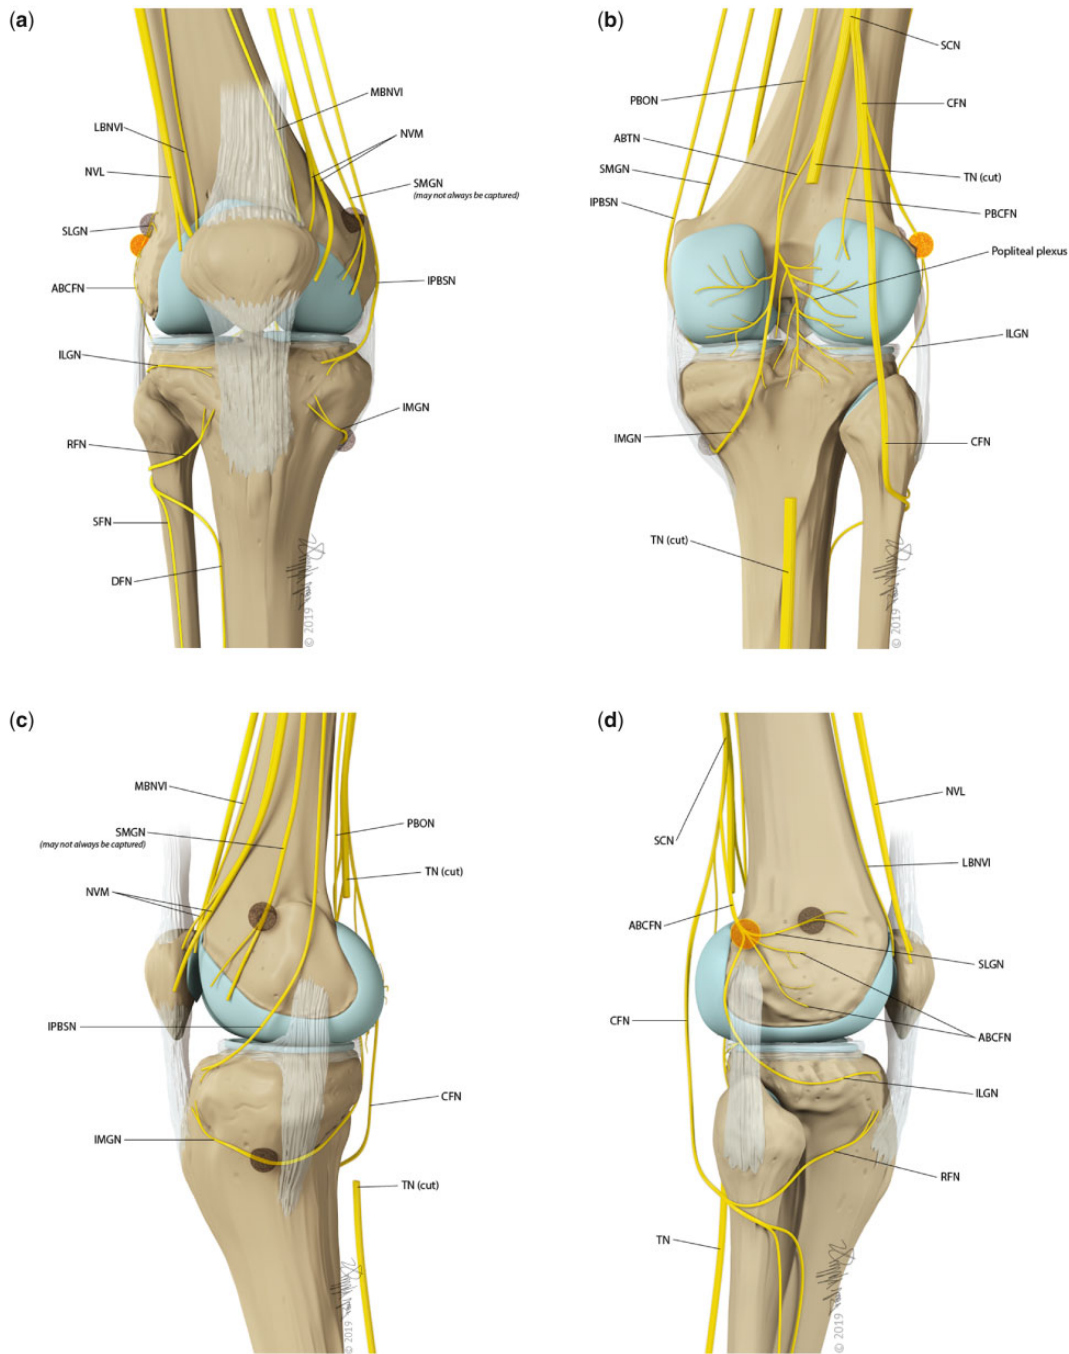 (a)
MBNVI
LBNVI
NVM
NVL
SMGN
(may not always be captured)
SLGN
ABCFN
IPBSN
ILGN
IMGN
RFN
SFN
DFN
© 2019
(b)
SCN
PBON
CFN
ABTN
SMGN
TN (cut)
IPBSN
PBCFN
Popliteal plexus
ILGN
IMGN
CFN
TN (cut)
© 2019
(c)
MBNVI
SMGN
(may not always be captured)
PBON
TN (cut)
NVM
IPBSN
CFN
IMGN
TN (cut)
© 2019
(d)
NVL
SCN
LBNVI
ABCFN
SLGN
CFN
ABCFN
ILGN
RFN
TN
© 2019